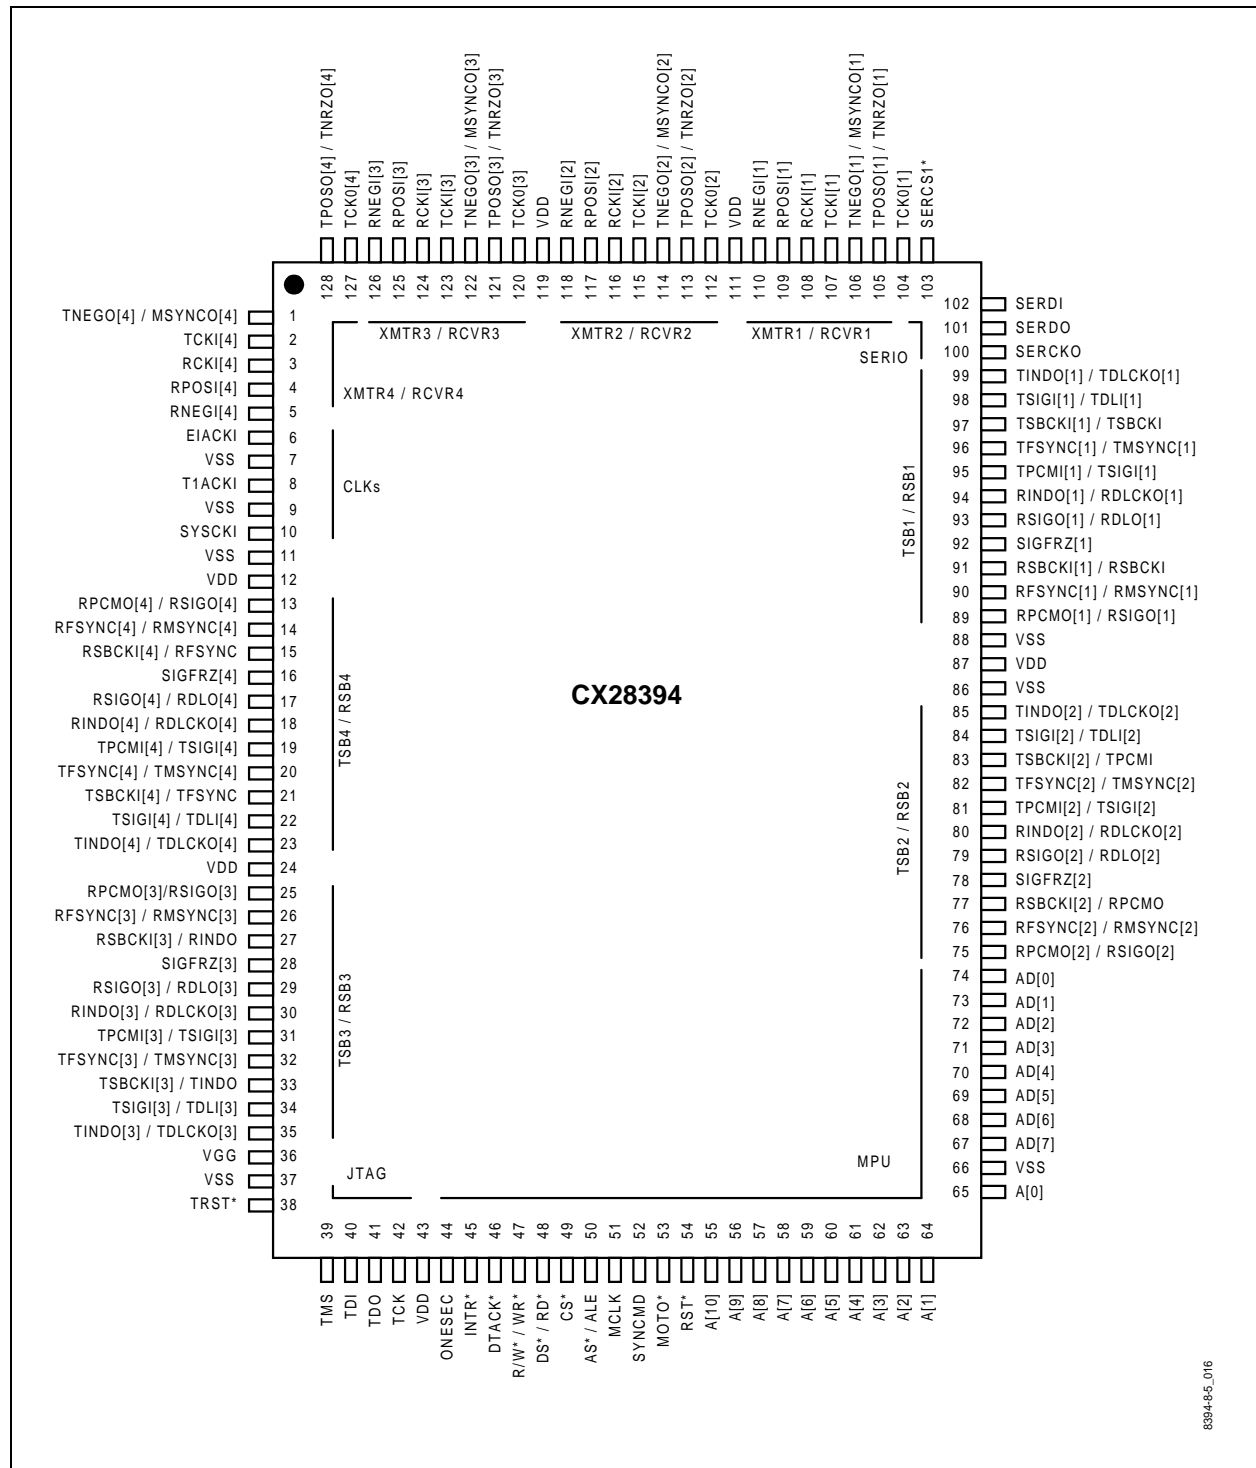 TPOSO[4] / TNRZO[4]
TCK0[4]
RNEGI[3]
RPOSI[3]
RCKI[3]
TCKI[3]
TNEGO[3] / MSYNCO[3]
TPOSO[3] / TNRZO[3]
TCK0[3]
VDD
RNEGI[2]
RPOSI[2]
RCKI[2]
TCKI[2]
TNEGO[2] / MSYNCO[2]
TPOSO[2] / TNRZO[2]
TCK0[2]
VDD
RNEGI[1]
RPOSI[1]
RCKI[1]
TCKI[1]
TNEGO[1] / MSYNCO[1]
TPOSO[1] / TNRZO[1]
TCK0[1]
SERCS1*
128
127
126
125
124
123
122
121
120
119
118
117
116
115
114
113
112
111
110
109
108
107
106
105
104
103
TNEGO[4] / MSYNCO[4] 1
TCKI[4] 2
RCKI[4] 3
RPOSI[4] 4
RNEGI[4] 5
EIACKI 6
VSS 7
T1ACKI 8
VSS 9
SYSCKI 10
VSS 11
VDD 12
RPCMO[4] / RSIGO[4] 13
RFSYNC[4] / RMSYNC[4] 14
RSBCKI[4] / RFSYNC 15
SIGFRZ[4] 16
RSIGO[4] / RDLO[4] 17
RINDO[4] / RDLCKO[4] 18
TPCMI[4] / TSIGI[4] 19
TFSYNC[4] / TMSYNC[4] 20
TSBCKI[4] / TFSYNC 21
TSIGI[4] / TDLI[4] 22
TINDO[4] / TDLCKO[4] 23
VDD 24
RPCMO[3]/RSIGO[3] 25
RFSYNC[3] / RMSYNC[3] 26
RSBCKI[3] / RINDO 27
SIGFRZ[3] 28
RSIGO[3] / RDLO[3] 29
RINDO[3] / RDLCKO[3] 30
TPCMI[3] / TSIGI[3] 31
TFSYNC[3] / TMSYNC[3] 32
TSBCKI[3] / TINDO 33
TSIGI[3] / TDLI[3] 34
TINDO[3] / TDLCKO[3] 35
VGG 36
VSS 37
TRST* 38
XMTR3 / RCVR3
XMTR2 / RCVR2
XMTR1 / RCVR1
SERIO
XMTR4 / RCVR4
CLKs
TSB1 / RSB1
TSB4 / RSB4
CX28394
TSB2 / RSB2
TSB3 / RSB3
JTAG
MPU
102 SERDI
101 SERDO
100 SERCKO
99 TINDO[1] / TDLCKO[1]
98 TSIGI[1] / TDLI[1]
97 TSBCKI[1] / TSBCKI
96 TFSYNC[1] / TMSYNC[1]
95 TPCMI[1] / TSIGI[1]
94 RINDO[1] / RDLCKO[1]
93 RSIGO[1] / RDLO[1]
92 SIGFRZ[1]
91 RSBCKI[1] / RSBCKI
90 RFSYNC[1] / RMSYNC[1]
89 RPCMO[1] / RSIGO[1]
88 VSS
87 VDD
86 VSS
85 TINDO[2] / TDLCKO[2]
84 TSIGI[2] / TDLI[2]
83 TSBCKI[2] / TPCMI
82 TFSYNC[2] / TMSYNC[2]
81 TPCMI[2] / TSIGI[2]
80 RINDO[2] / RDLCKO[2]
79 RSIGO[2] / RDLO[2]
78 SIGFRZ[2]
77 RSBCKI[2] / RPCMO
76 RFSYNC[2] / RMSYNC[2]
75 RPCMO[2] / RSIGO[2]
74 AD[0]
73 AD[1]
72 AD[2]
71 AD[3]
70 AD[4]
69 AD[5]
68 AD[6]
67 AD[7]
66 VSS
65 A[0]
39
40
41
42
43
44
45
46
47
48
49
50
51
52
53
54
55
56
57
58
59
60
61
62
63
64
TMS
TDI
TDO
TCK
VDD
ONESEC
INTR*
DTACK*
R/W* / WR*
DS* / RD*
CS*
AS* / ALE
MCLK
SYNCMD
MOTO*
RST*
A[10]
A[9]
A[8]
A[7]
A[6]
A[5]
A[4]
A[3]
A[2]
A[1]
8394-8-5_016